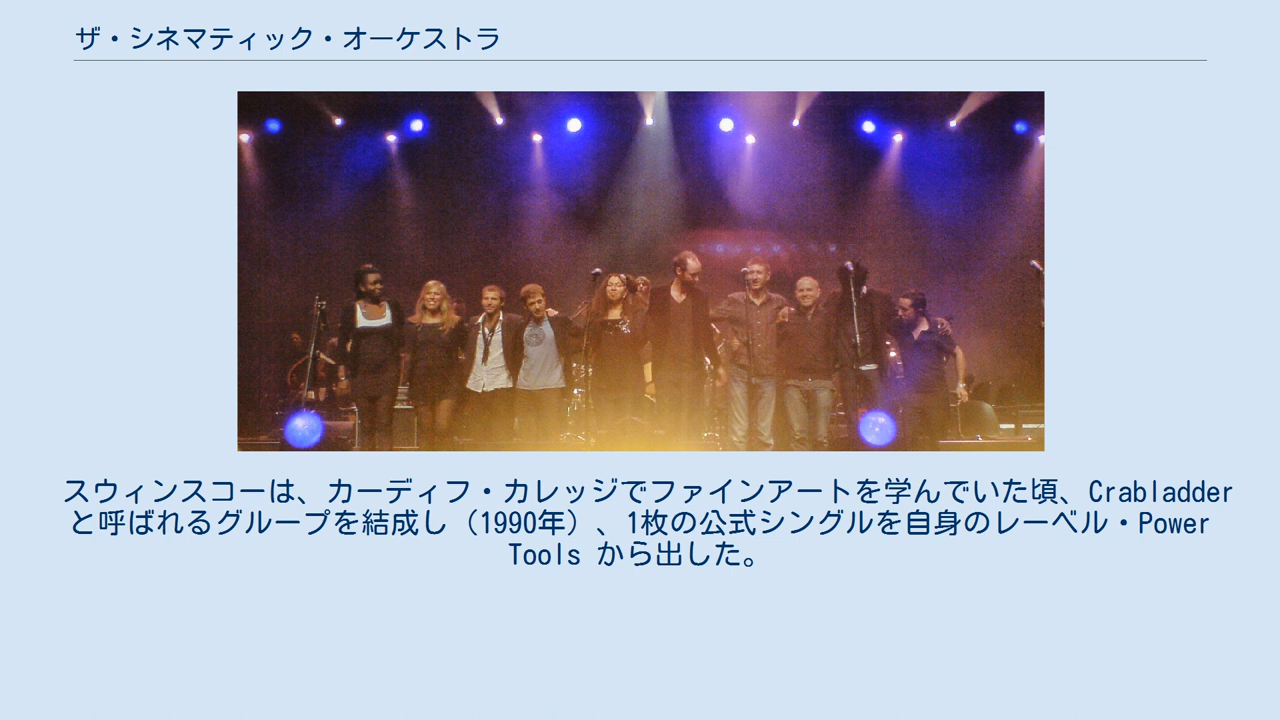 ザ・シネマティック・オーケストラ
スウィンスコーは、カーディフ・カレッジでファインアートを学んでいた頃、Crabladder
と呼ばれるグループを結成し（1990年）、1枚の公式シングルを自身のレーベル・Power
Tools から出した。